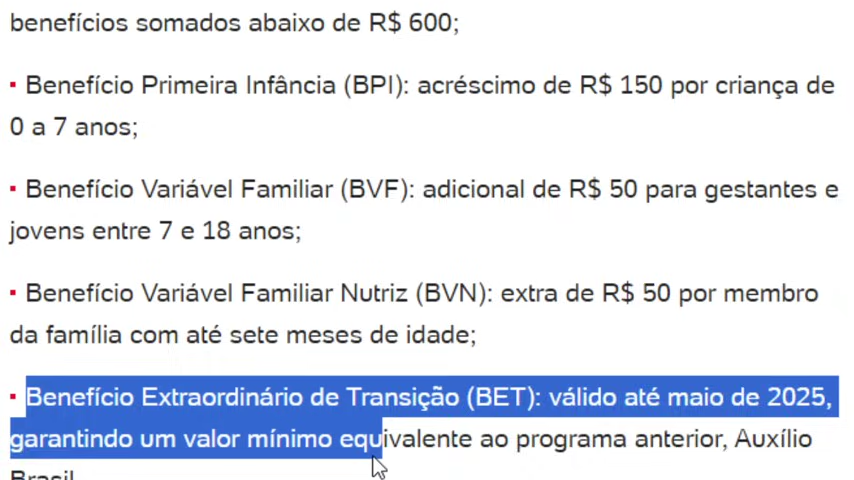 benefícios somados abaixo de R$ 600;
▪ Benefício Primeira Infância (BPI): acréscimo de R$ 150 por criança de
0 a 7 anos;
▪ Benefício Variável Familiar (BVF): adicional de R$ 50 para gestantes e
jovens entre 7 e 18 anos;
▪ Benefício Variável Familiar Nutriz (BVN): extra de R$ 50 por membro
da família com até sete meses de idade;
▪ Benefício Extraordinário de Transição (BET): válido até maio de 2025,
garantindo um valor mínimo equivalente ao programa anterior, Auxílio
Brasil